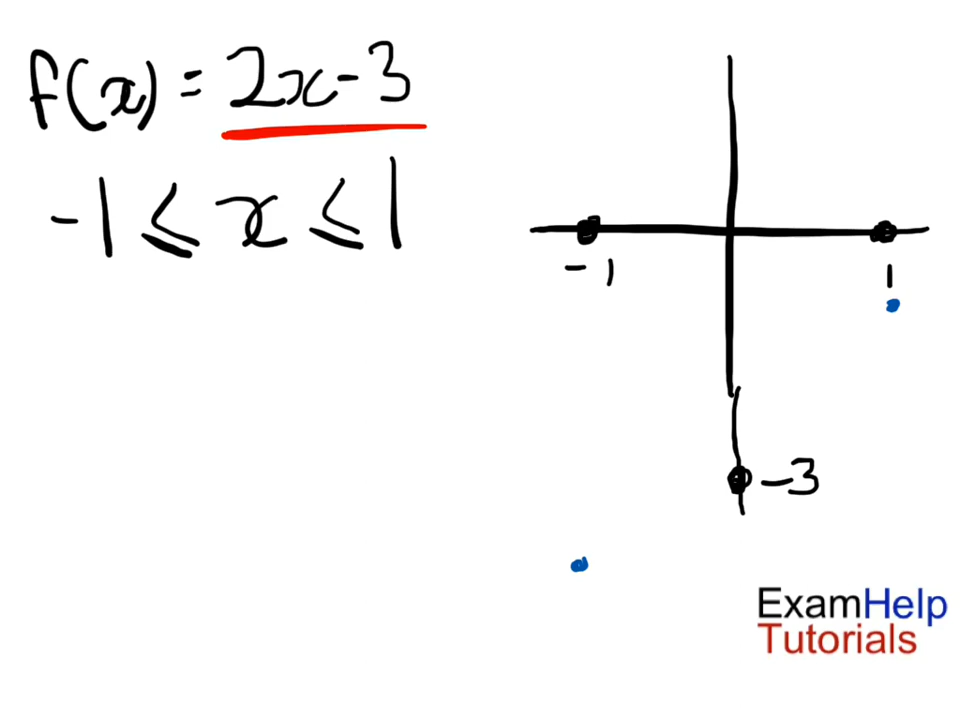 f(x) = 2x-3
-1 ≤ x ≤ 1
-1
1
-3
ExamHelp
Tutorials